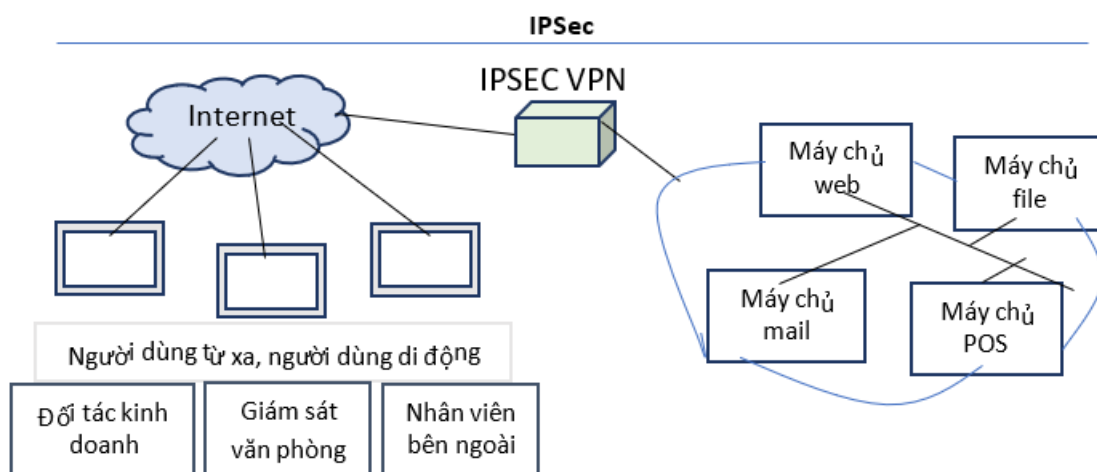 IPSec
IPSEC VPN
Internet
Máy chủ
web
Máy chủ
file
Máy chủ
mail
Máy chủ
POS
Người dùng từ xa, người dùng di động
Đối tác kinh
doanh
Giám sát
văn phòng
Nhân viên
bên ngoài